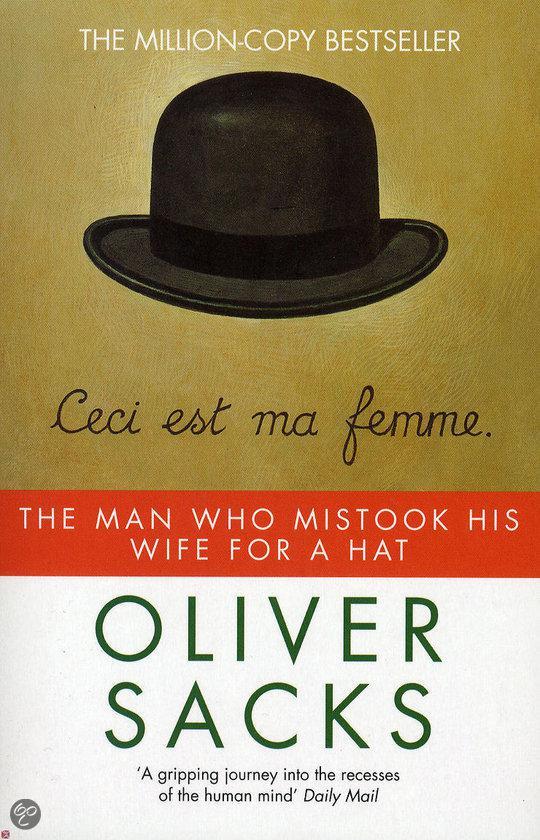 THE MILLION-COPY BESTSELLER
Ceci est ma femme.
THE MAN WHO MISTOOK HIS
WIFE FOR A HAT
OLIVER
SACKS
‘A gripping journey into the recesses
of the human mind’ Daily Mail